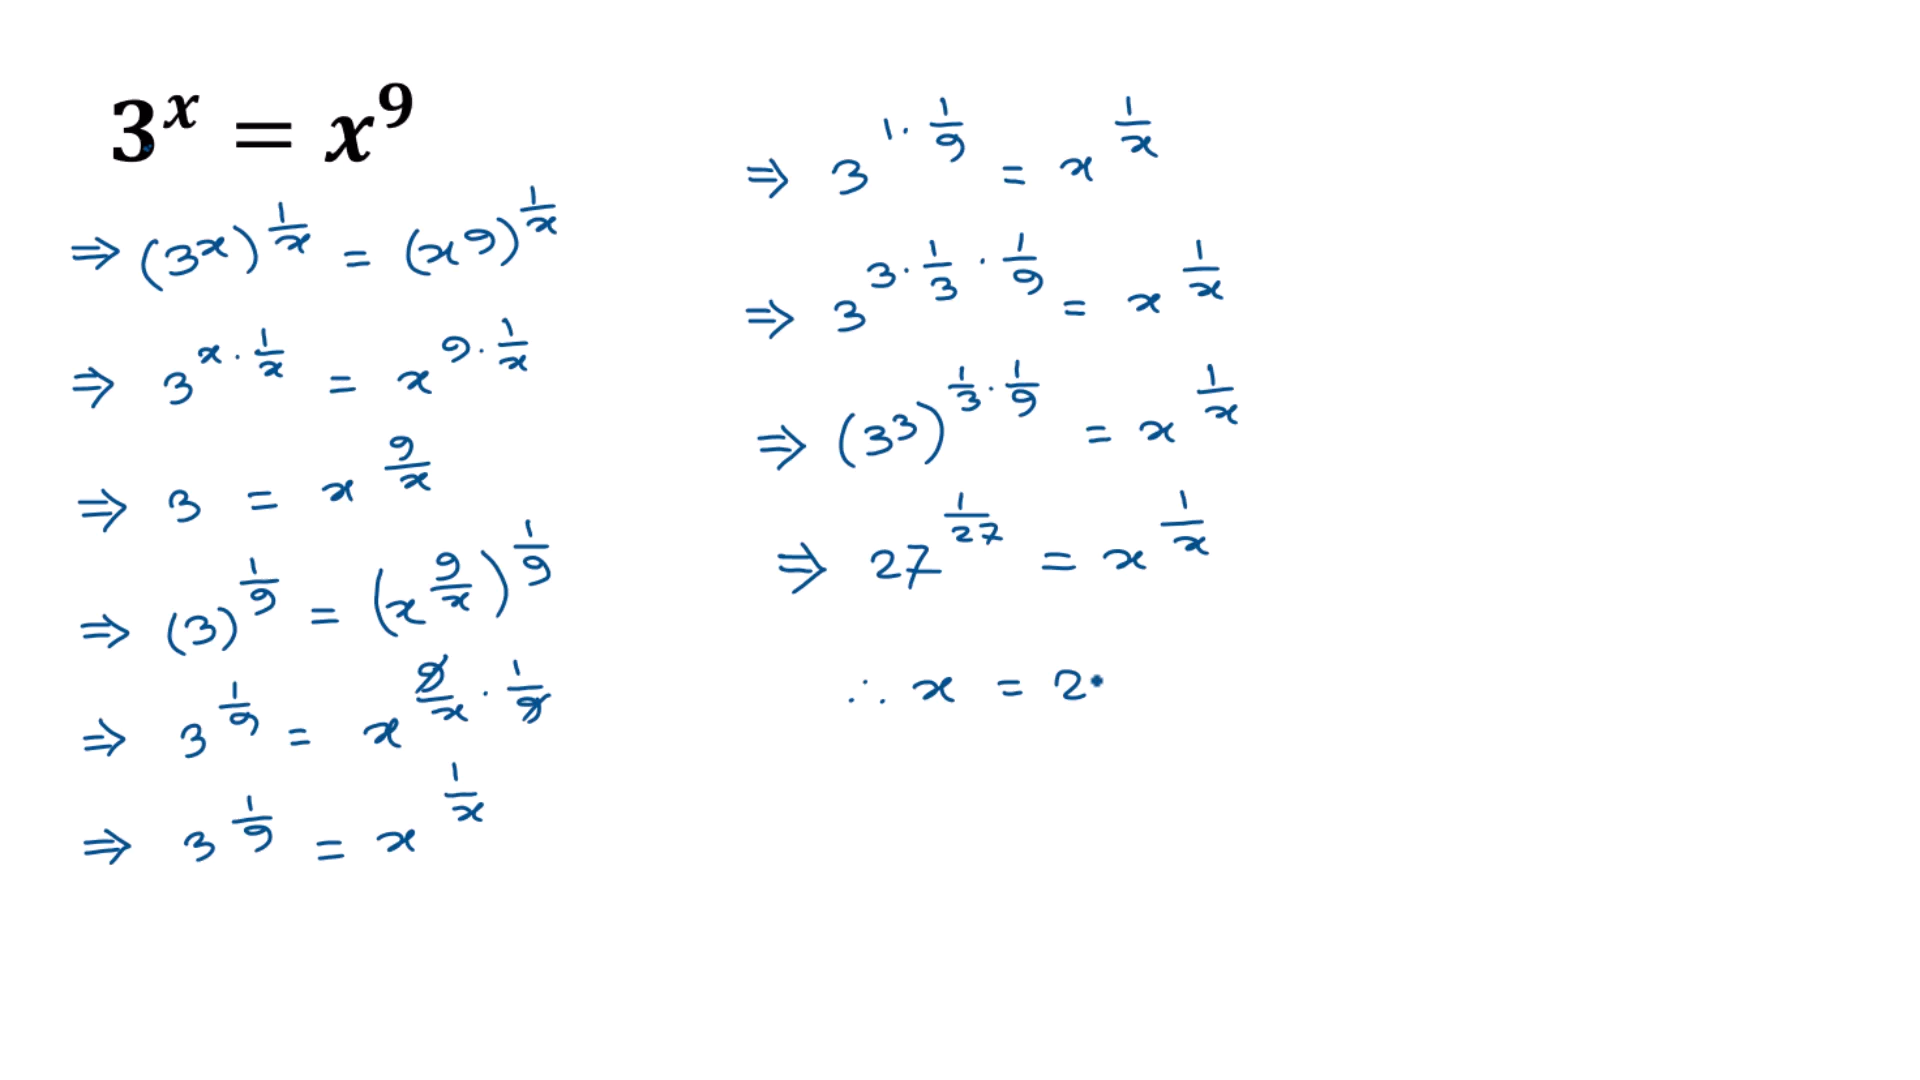 3^x = x^9
⇒ (3^x)^{1/x} = (x^9)^{1/x}
⇒ 3^{x · 1/x} = x^{9 · 1/x}
⇒ 3 = x^{9/x}
⇒ (3)^{1/9} = (x^{9/x})^{1/9}
⇒ 3^{1/9} = x^{9/x · 1/9}
⇒ 3^{1/9} = x^{1/x}
⇒ 3^{1 · 1/9} = x^{1/x}
⇒ 3^{3 · 1/3 · 1/9} = x^{1/x}
⇒ (3^3)^{1/3 · 1/9} = x^{1/x}
⇒ 27^{1/27} = x^{1/x}
∴ x = 2